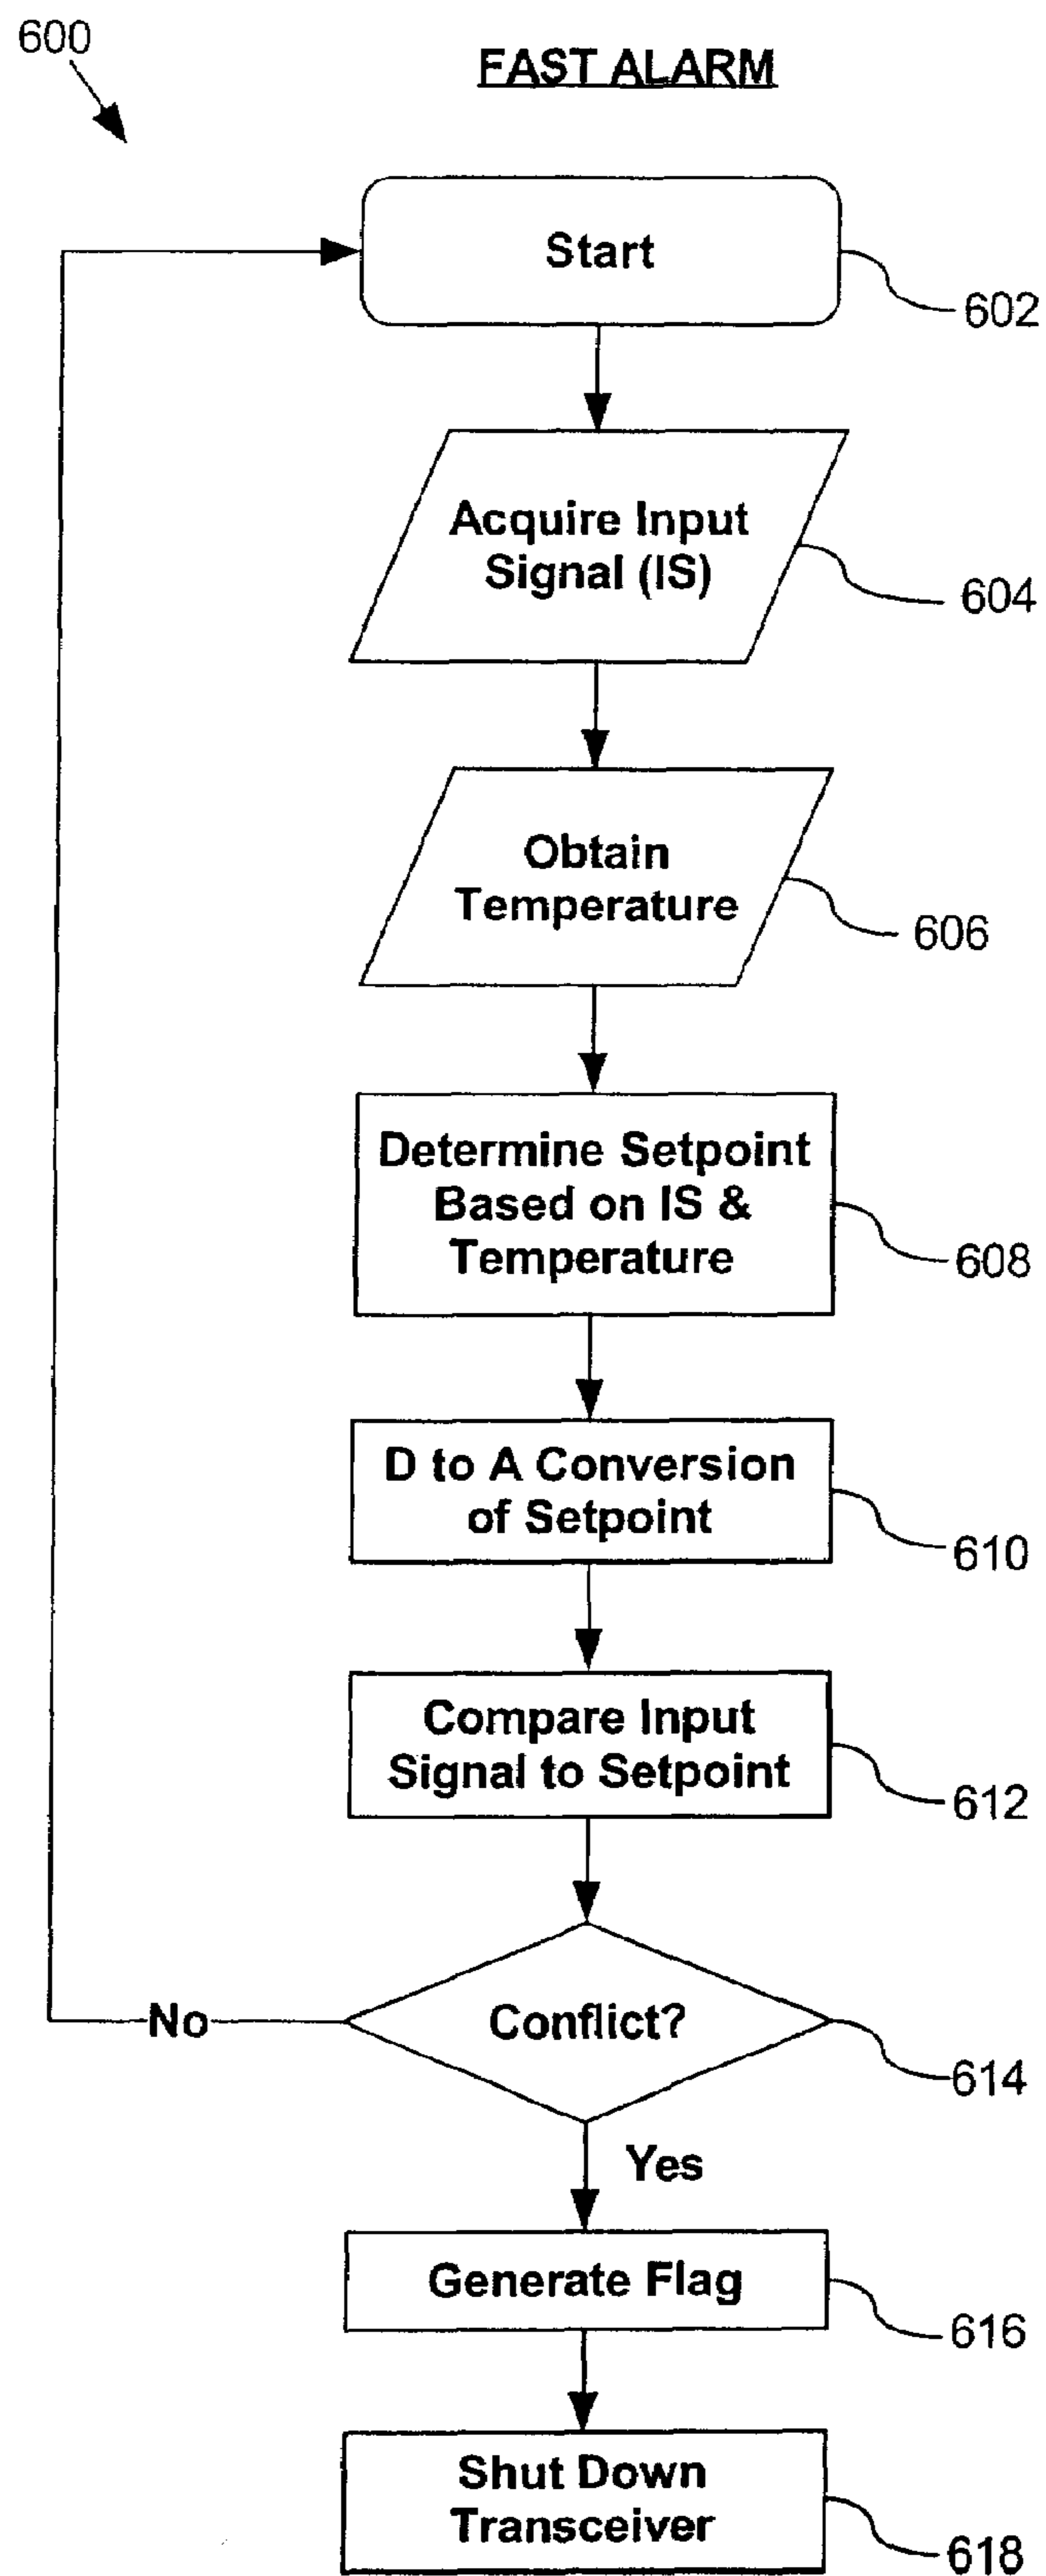 600
FAST ALARM
Start
602
Acquire Input
Signal (IS)
604
Obtain
Temperature
606
Determine Setpoint
Based on IS &
Temperature
608
D to A Conversion
of Setpoint
610
Compare Input
Signal to Setpoint
612
Conflict?
614
No
Yes
Generate Flag
616
Shut Down
Transceiver
618